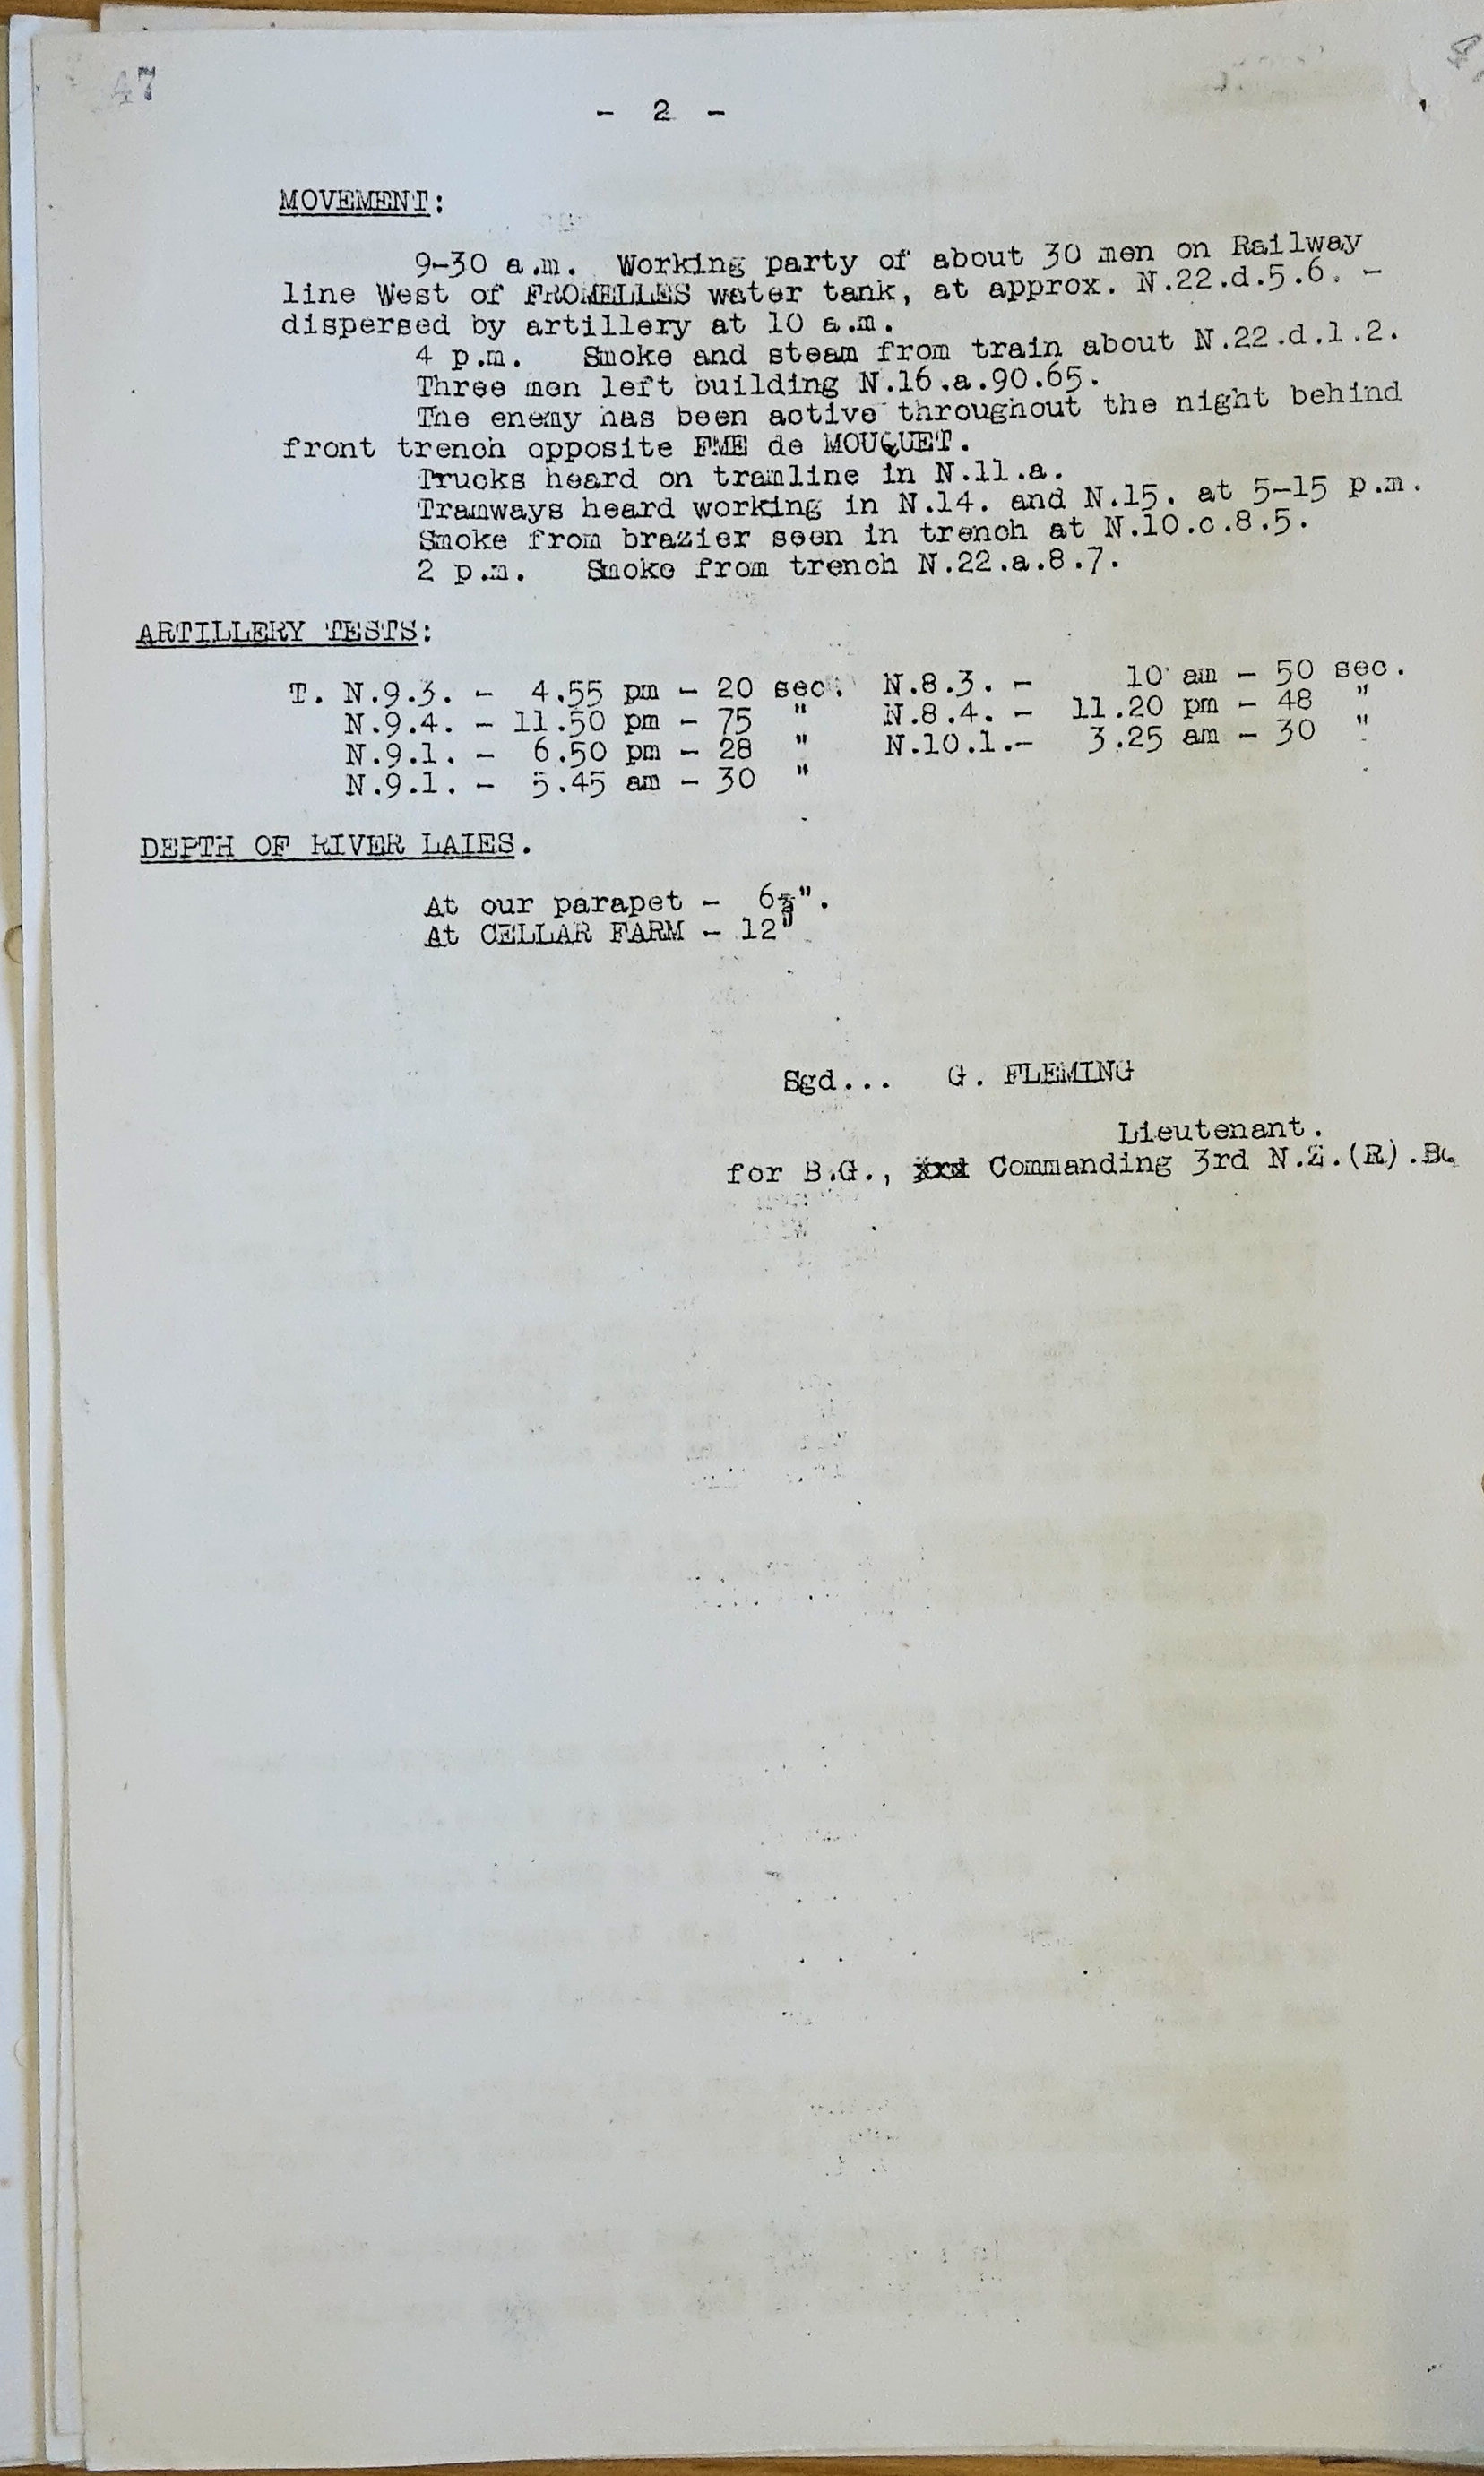 47
- 2 -
MOVEMENT:
9-30 a.m. Working party of about 30 men on Railway
line West of FROMELLES water tank, at approx. N.22.d.5.6. -
dispersed by artillery at 10 a.m.
4 p.m. Smoke and steam from train about N.22.d.1.2.
Three men left building N.16.a.90.65.
The enemy has been active throughout the night behind
front trench opposite FME de MOUQUET.
Trucks heard on tramline in N.11.a.
Tramways heard working in N.14. and N.15. at 5-15 p.m.
Smoke from brazier seen in trench at N.10.c.8.5.
2 p.m. Smoke from trench N.22.a.8.7.
ARTILLERY TESTS:
T. N.9.3. - 4.55 pm - 20 sec. N.8.3. - 10 am - 50 sec.
N.9.4. - 11.50 pm - 75 " N.8.4. - 11.20 pm - 48 "
N.9.1. - 6.50 pm - 28 " N.10.1.- 3.25 am - 30 "
N.9.1. - 5.45 am - 30 "
DEPTH OF RIVER LAIES.
At our parapet - 6 ".
At CELLAR FARM - 12"
Sgd... G. FLEMING
Lieutenant.
for B.G., Commanding 3rd N.Z.(R).B.